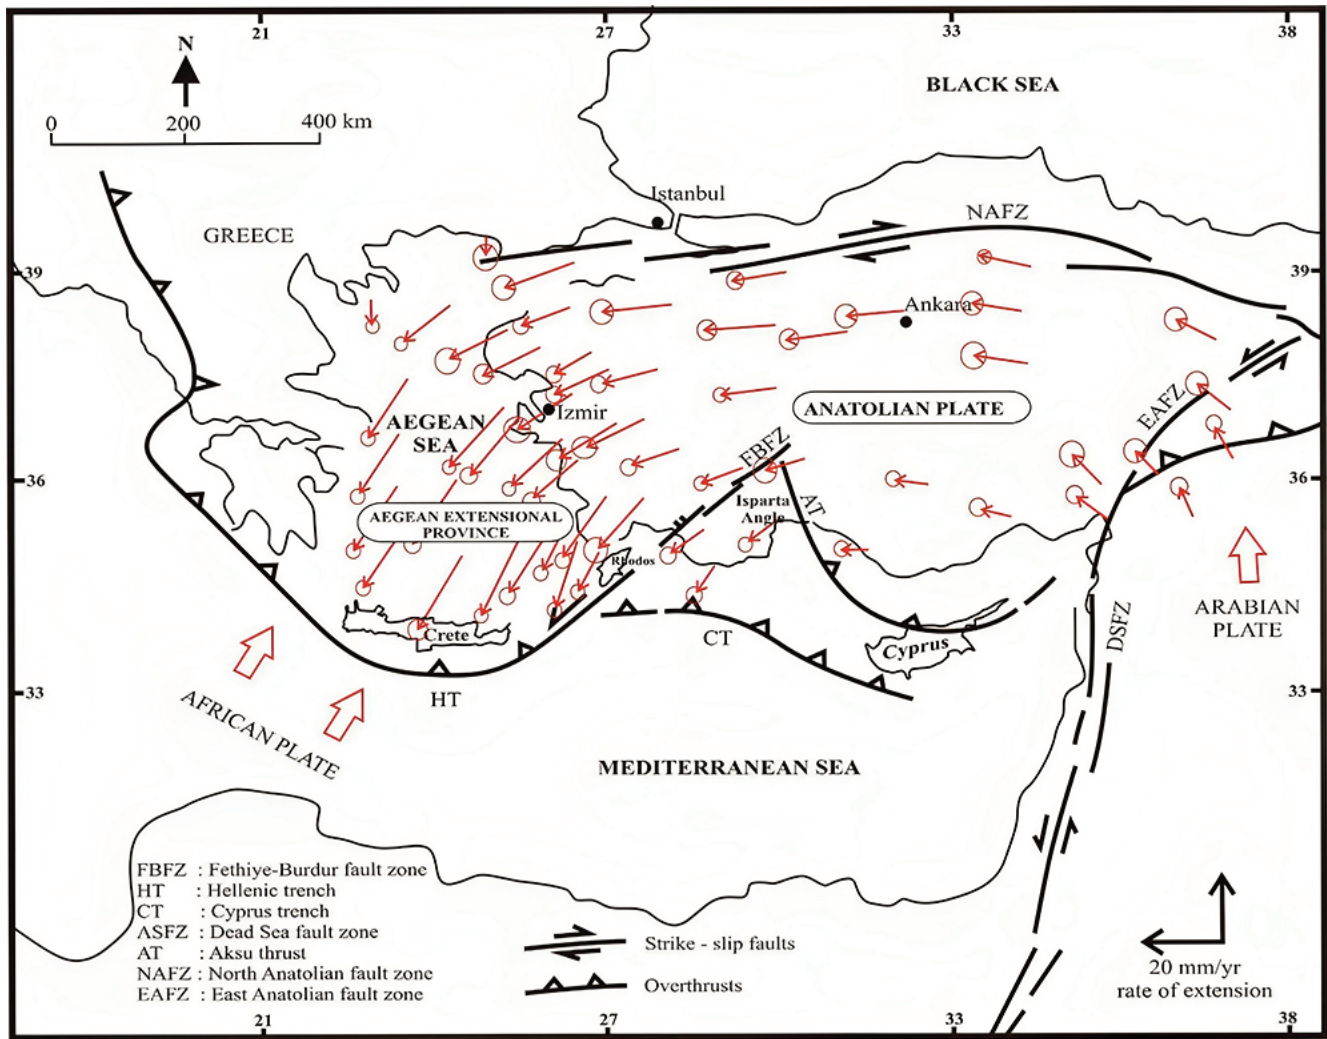 21 27 33 38
N
BLACK SEA
0 200 400 km
Istanbul
NAFZ
GREECE
39 39
Ankara
ANATOLIAN PLATE
Izmir
AEGEAN
SEA
EAFZ
FBFZ
36 36
Isparta
Angle
AT
AEGEAN EXTENSIONAL
PROVINCE
Rhodos
ARABIAN
PLATE
Crete
CT
Cyprus
DSFZ
33 33
HT
AFRICAN PLATE
MEDITERRANEAN SEA
FBFZ : Fethiye-Burdur fault zone
HT : Hellenic trench
CT : Cyprus trench
ASFZ : Dead Sea fault zone
AT : Aksu thrust
NAFZ : North Anatolian fault zone
EAFZ : East Anatolian fault zone
Strike - slip faults
Overthrusts
20 mm/yr
rate of extension
21 27 33 38